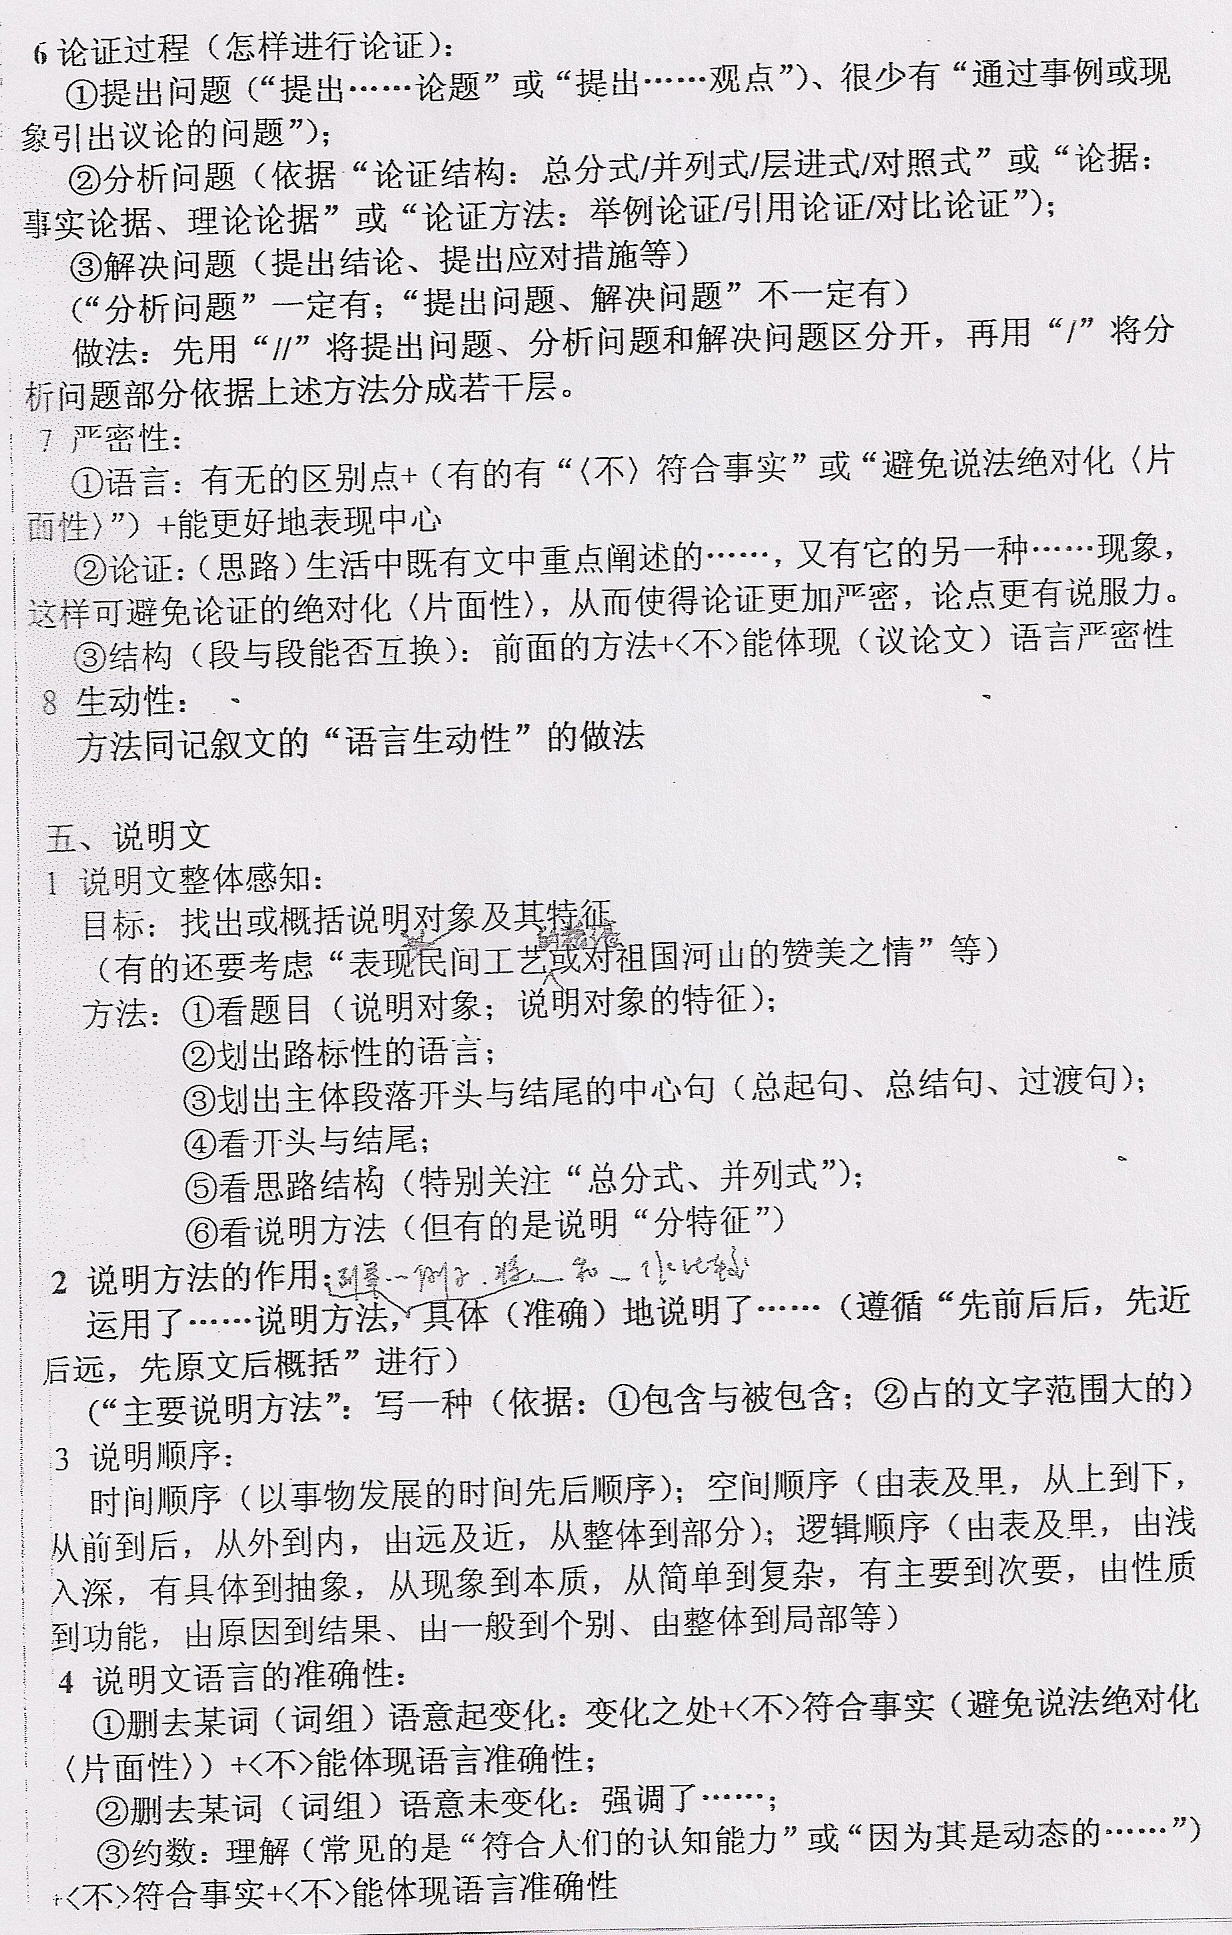 6 论证过程（怎样进行论证）：
①提出问题（“提出……论题”或“提出……观点”）、很少有“通过事例或现
象引出议论的问题”）；
②分析问题（依据“论证结构：总分式/并列式/层进式/对照式”或“论据：
事实论据、理论论据”或“论证方法：举例论证/引用论证/对比论证”）；
③解决问题（提出结论、提出应对措施等）
（“分析问题”一定有；“提出问题、解决问题”不一定有）
做法：先用“//”将提出问题、分析问题和解决问题区分开，再用“/”将分
析问题部分依据上述方法分成若干层。
7 严密性：
①语言：有无的区别点+（有的有“〈不〉符合事实”或“避免说法绝对化〈片
面性〉”）+能更好地表现中心
②论证：（思路）生活中既有文中重点阐述的……，又有它的另一种……现象，
这样可避免论证的绝对化〈片面性〉，从而使得论证更加严密，论点更有说服力。
③结构（段与段能否互换）：前面的方法+<不>能体现（议论文）语言严密性
8 生动性：
方法同记叙文的“语言生动性”的做法
五、说明文
1 说明文整体感知：
目标：找出或概括说明对象及其特征
（有的还要考虑“表现民间工艺或对祖国河山的赞美之情”等）
方法：①看题目（说明对象；说明对象的特征）；
②划出路标性的语言；
③划出主体段落开头与结尾的中心句（总起句、总结句、过渡句）；
④看开头与结尾；
⑤看思路结构（特别关注“总分式、并列式”）；
⑥看说明方法（但有的是说明“分特征”）
2 说明方法的作用：
运用了……说明方法，具体（准确）地说明了……（遵循“先前后后，先近
后远，先原文后概括”进行）
（“主要说明方法”：写一种（依据：①包含与被包含；②占的文字范围大的）
3 说明顺序：
时间顺序（以事物发展的时间先后顺序）；空间顺序（由表及里，从上到下，
从前到后，从外到内，由远及近，从整体到部分）；逻辑顺序（由表及里，由浅
入深，有具体到抽象，从现象到本质，从简单到复杂，有主要到次要，由性质
到功能，由原因到结果、由一般到个别、由整体到局部等）
4 说明文语言的准确性：
①删去某词（词组）语意起变化：变化之处+<不>符合事实（避免说法绝对化
〈片面性〉）+<不>能体现语言准确性；
②删去某词（词组）语意未变化：强调了……；
③约数：理解（常见的是“符合人们的认知能力”或“因为其是动态的……”）
+<不>符合事实+<不>能体现语言准确性